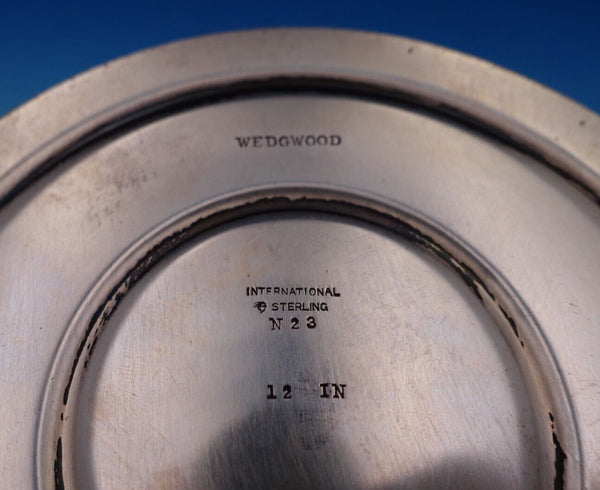 WEDGWOOD
INTERNATIONAL
STERLING
N23
12 IN